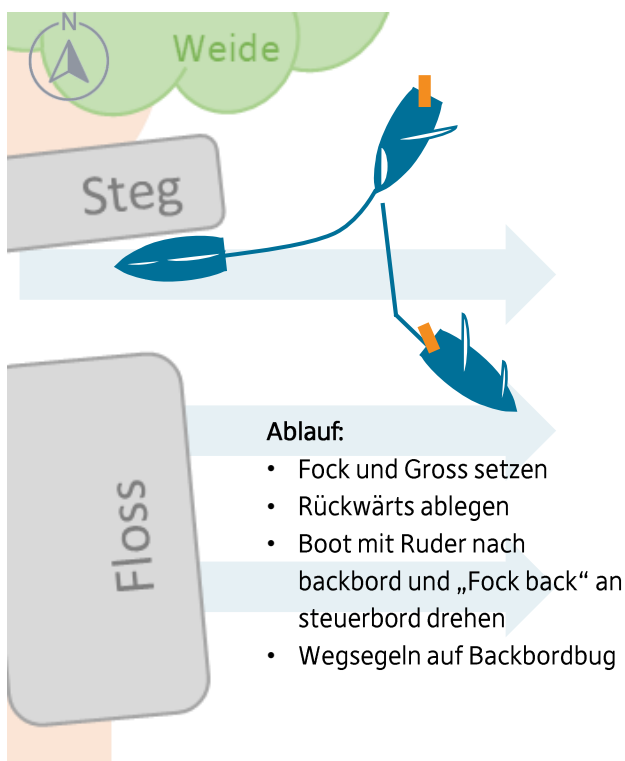 N
Weide
Steg
Floss
Ablauf:
• Fock und Gross setzen
• Rückwärts ablegen
• Boot mit Ruder nach
backbord und „Fock back“ an
steuerbord drehen
• Wegsegeln auf Backbordbug